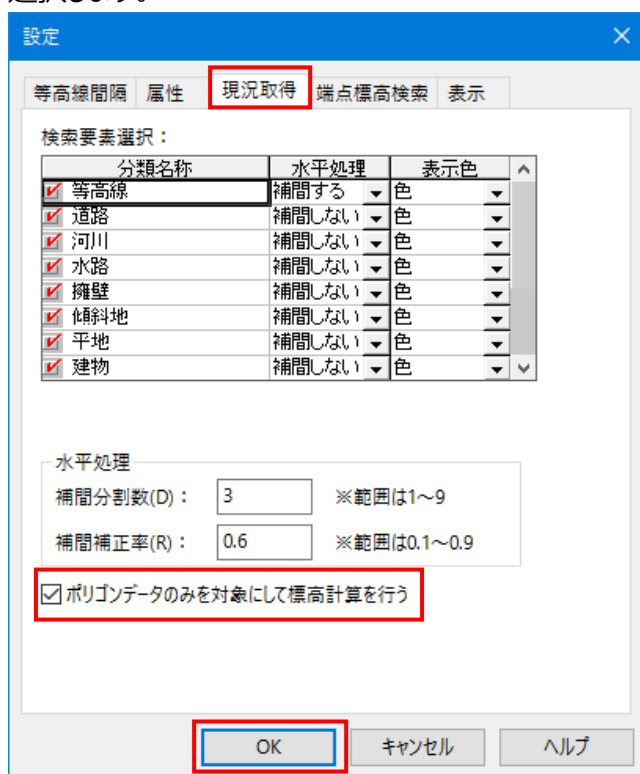 設定
等高線間隔 属性 現況取得 端点標高検索 表示
検索要素選択：
分類名称 水平処理 表示色
等高線 補間する 色
道路 補間しない 色
河川 補間しない 色
水路 補間しない 色
擁壁 補間しない 色
傾斜地 補間しない 色
平地 補間しない 色
建物 補間しない 色
水平処理
補間分割数(D)： 3 ※範囲は1～9
補間補正率(R)： 0.6 ※範囲は0.1～0.9
ポリゴンデータのみを対象にして標高計算を行う
OK キャンセル ヘルプ